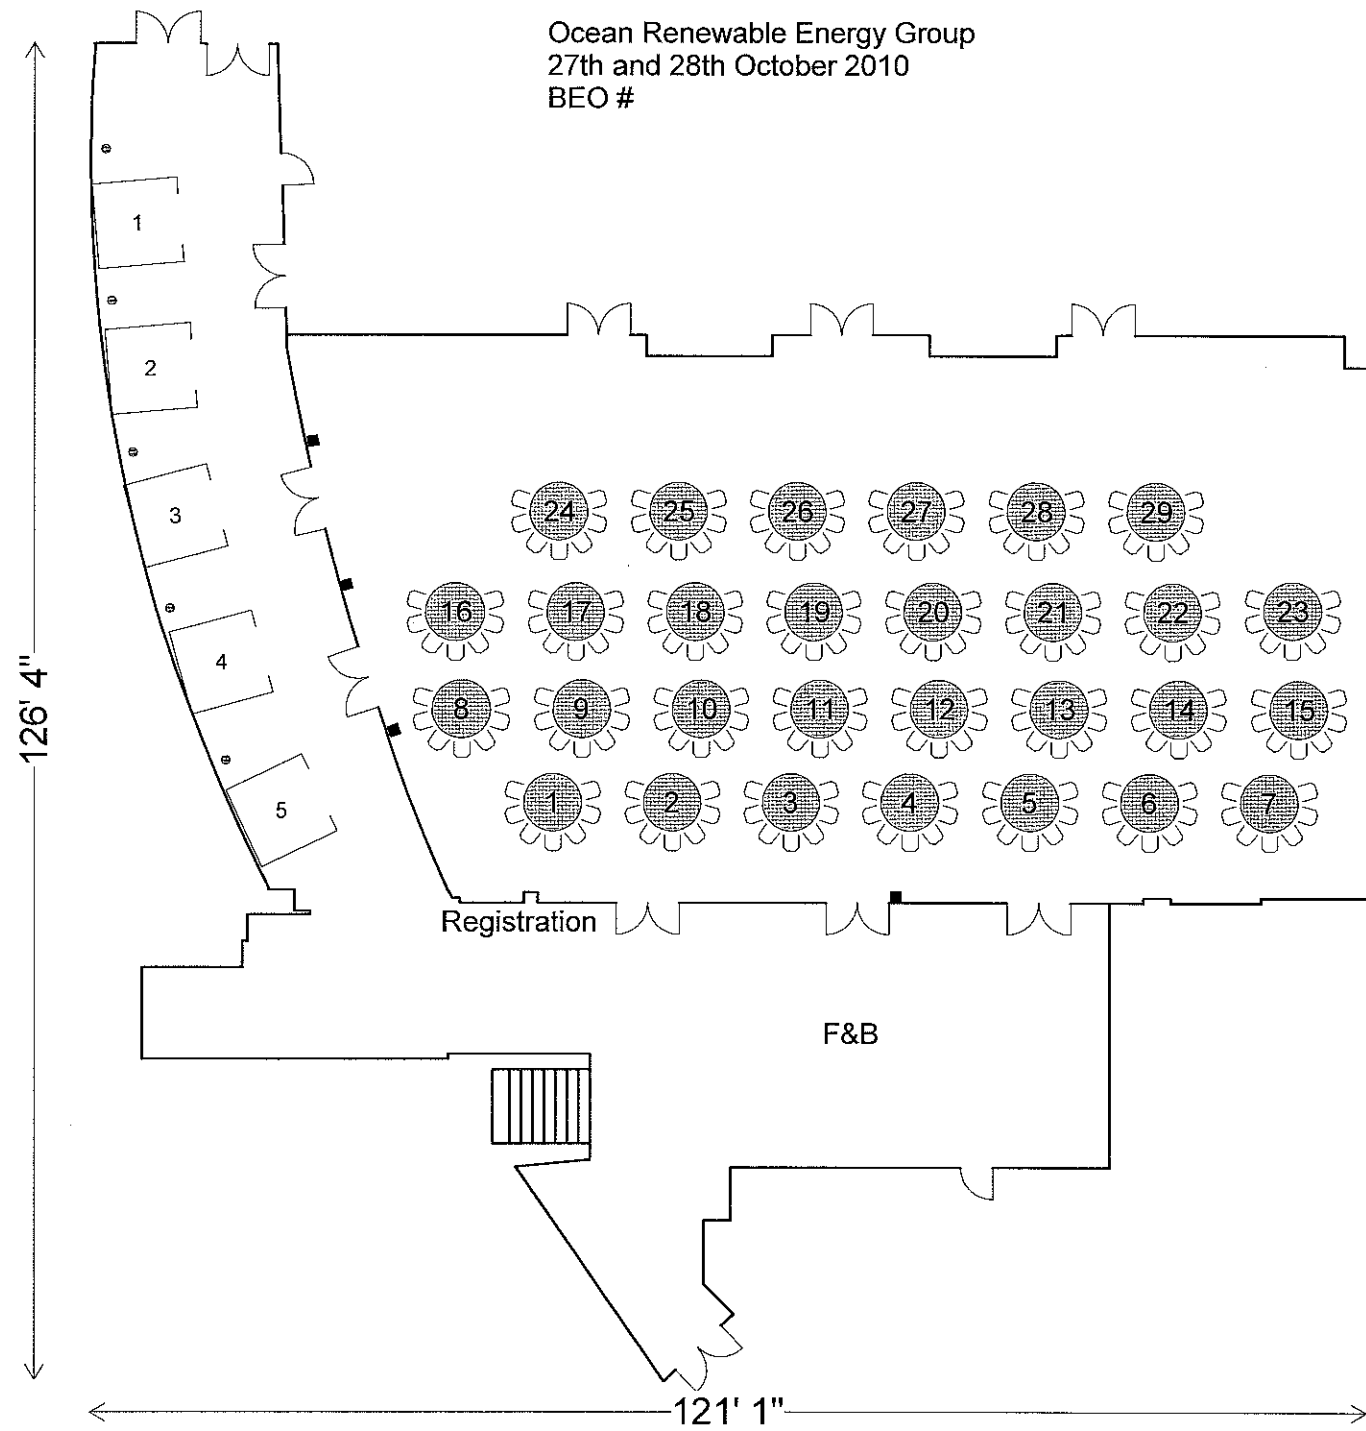 Ocean Renewable Energy Group
27th and 28th October 2010
BEO #
1
2
3
4
5
24 25 26 27 28 29
16 17 18 19 20 21 22 23
8 9 10 11 12 13 14 15
1 2 3 4 5 6 7
Registration
F&B
126' 4"
121' 1"